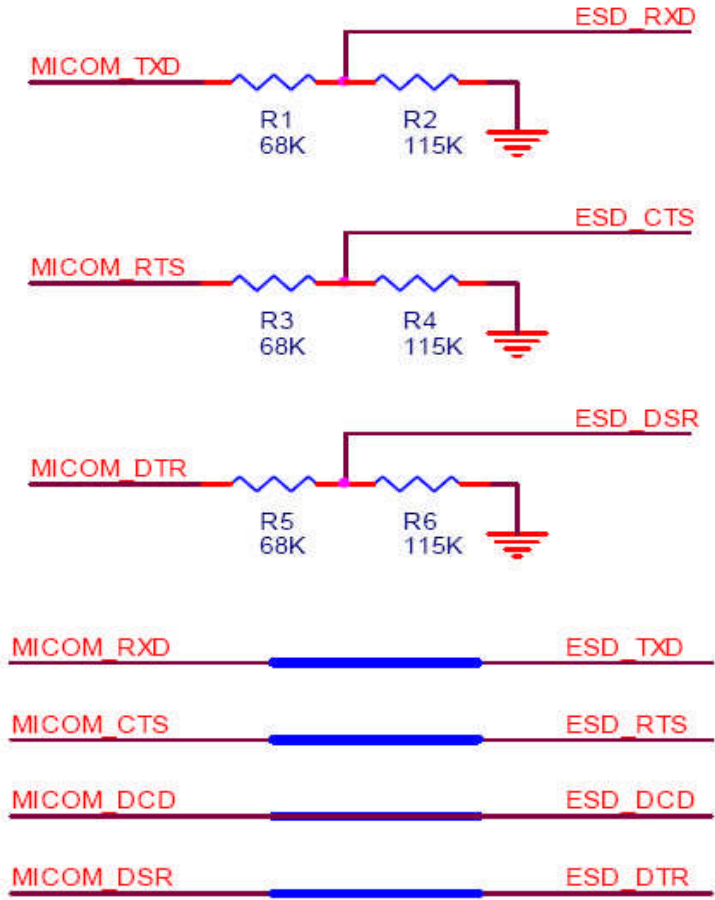 ESD_RXD
MICOM_TXD
R1 R2
68K 115K
ESD_CTS
MICOM_RTS
R3 R4
68K 115K
ESD_DSR
MICOM_DTR
R5 R6
68K 115K
MICOM_RXD ESD_TXD
MICOM_CTS ESD_RTS
MICOM_DCD ESD_DCD
MICOM_DSR ESD_DTR